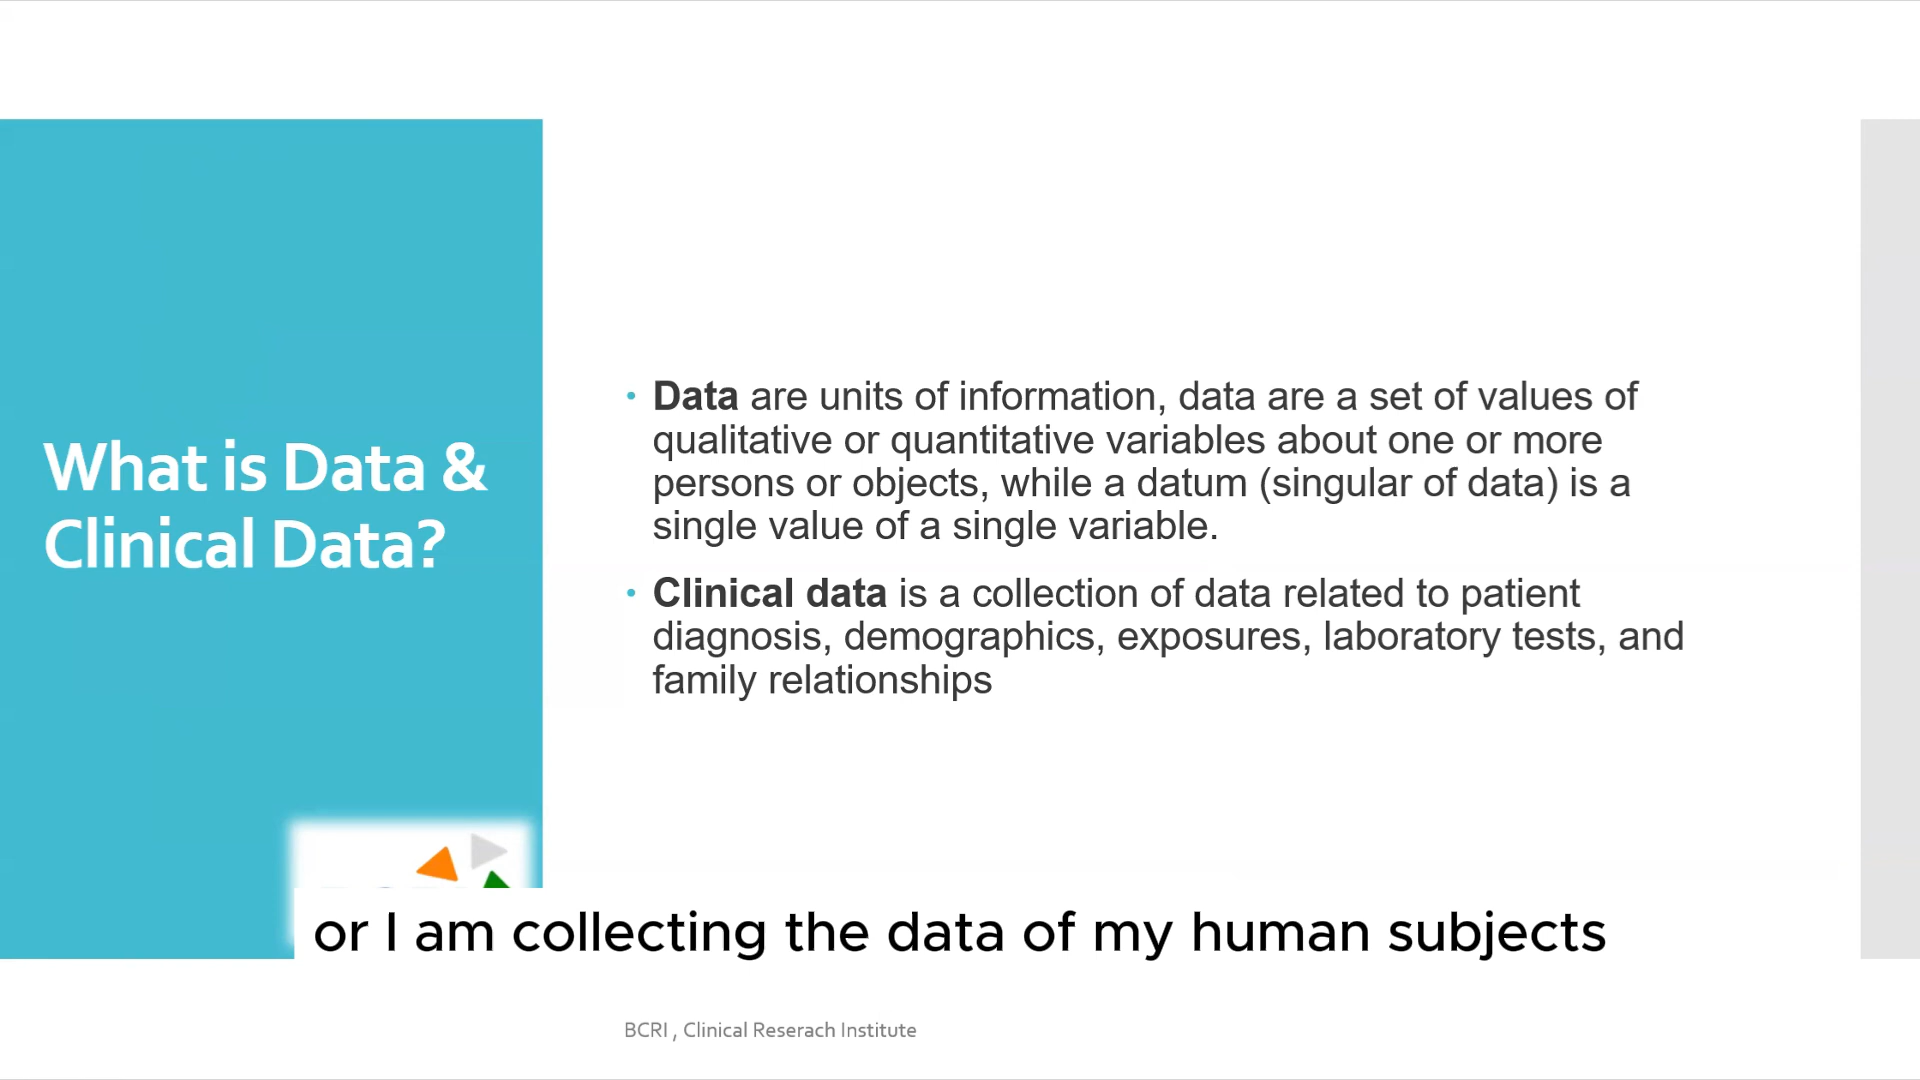 What is Data &
Clinical Data?
• Data are units of information, data are a set of values of
qualitative or quantitative variables about one or more
persons or objects, while a datum (singular of data) is a
single value of a single variable.
• Clinical data is a collection of data related to patient
diagnosis, demographics, exposures, laboratory tests, and
family relationships
or I am collecting the data of my human subjects
BCRI , Clinical Reserach Institute